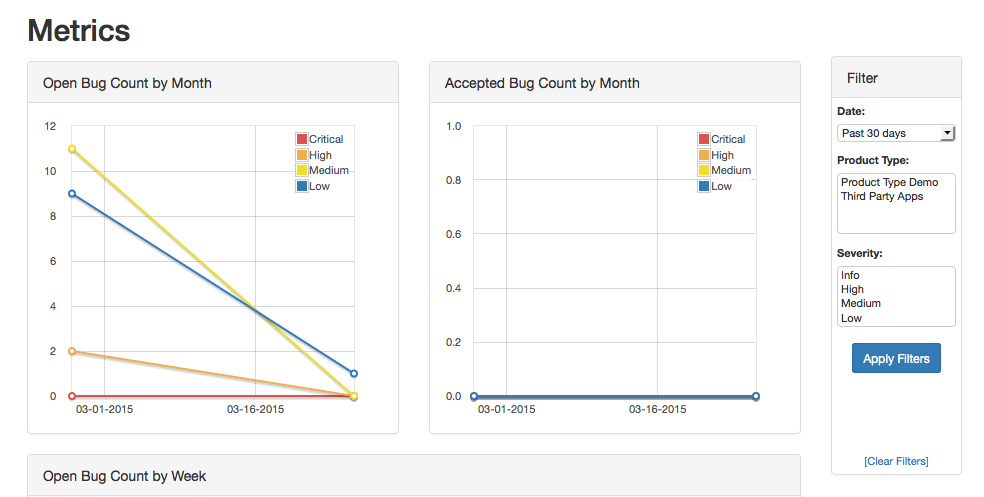 Metrics
Open Bug Count by Month
12
10
8
6
4
2
0
03-01-2015
03-16-2015
Critical
High
Medium
Low
Accepted Bug Count by Month
1.0
0.8
0.6
0.4
0.2
0.0
03-01-2015
03-16-2015
Critical
High
Medium
Low
Filter
Date:
Past 30 days
Product Type:
Product Type Demo
Third Party Apps
Severity:
Info
High
Medium
Low
Apply Filters
[Clear Filters]
Open Bug Count by Week